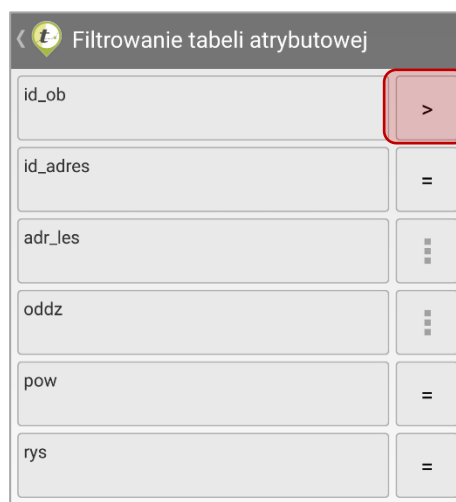 Filtrowanie tabeli atrybutowej
id_ob >
id_adres =
adr_les
oddz
pow =
rys =